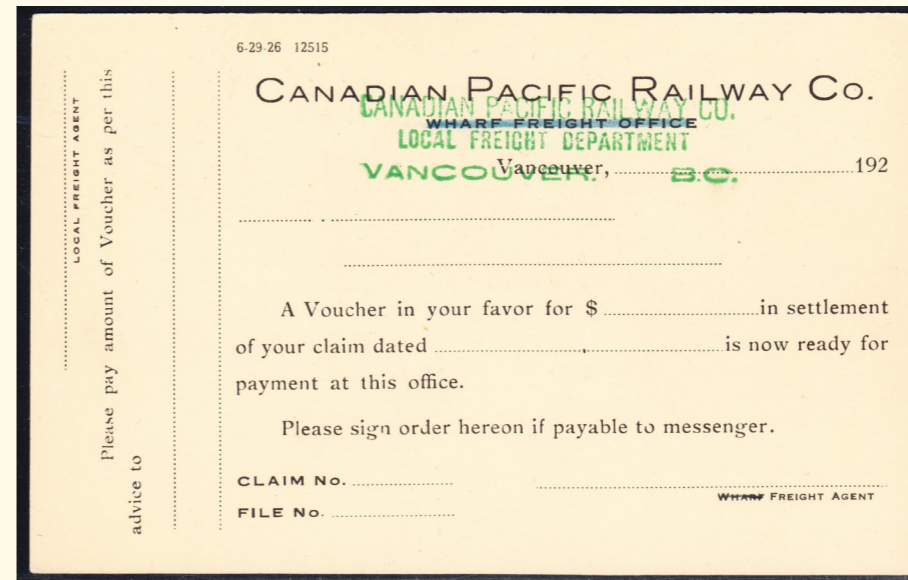 6-29-26 12515
CANADIAN PACIFIC RAILWAY CO.
CANADIAN PACIFIC RAILWAY CO.
WHARF FREIGHT OFFICE
LOCAL FREIGHT DEPARTMENT
Vancouver, 192
VANCOUVER. B.C.
A Voucher in your favor for $ in settlement
of your claim dated , is now ready for
payment at this office.
Please sign order hereon if payable to messenger.
CLAIM No.
WHARF FREIGHT AGENT
FILE No.
LOCAL FREIGHT AGENT
Please pay amount of Voucher as per this
advice to